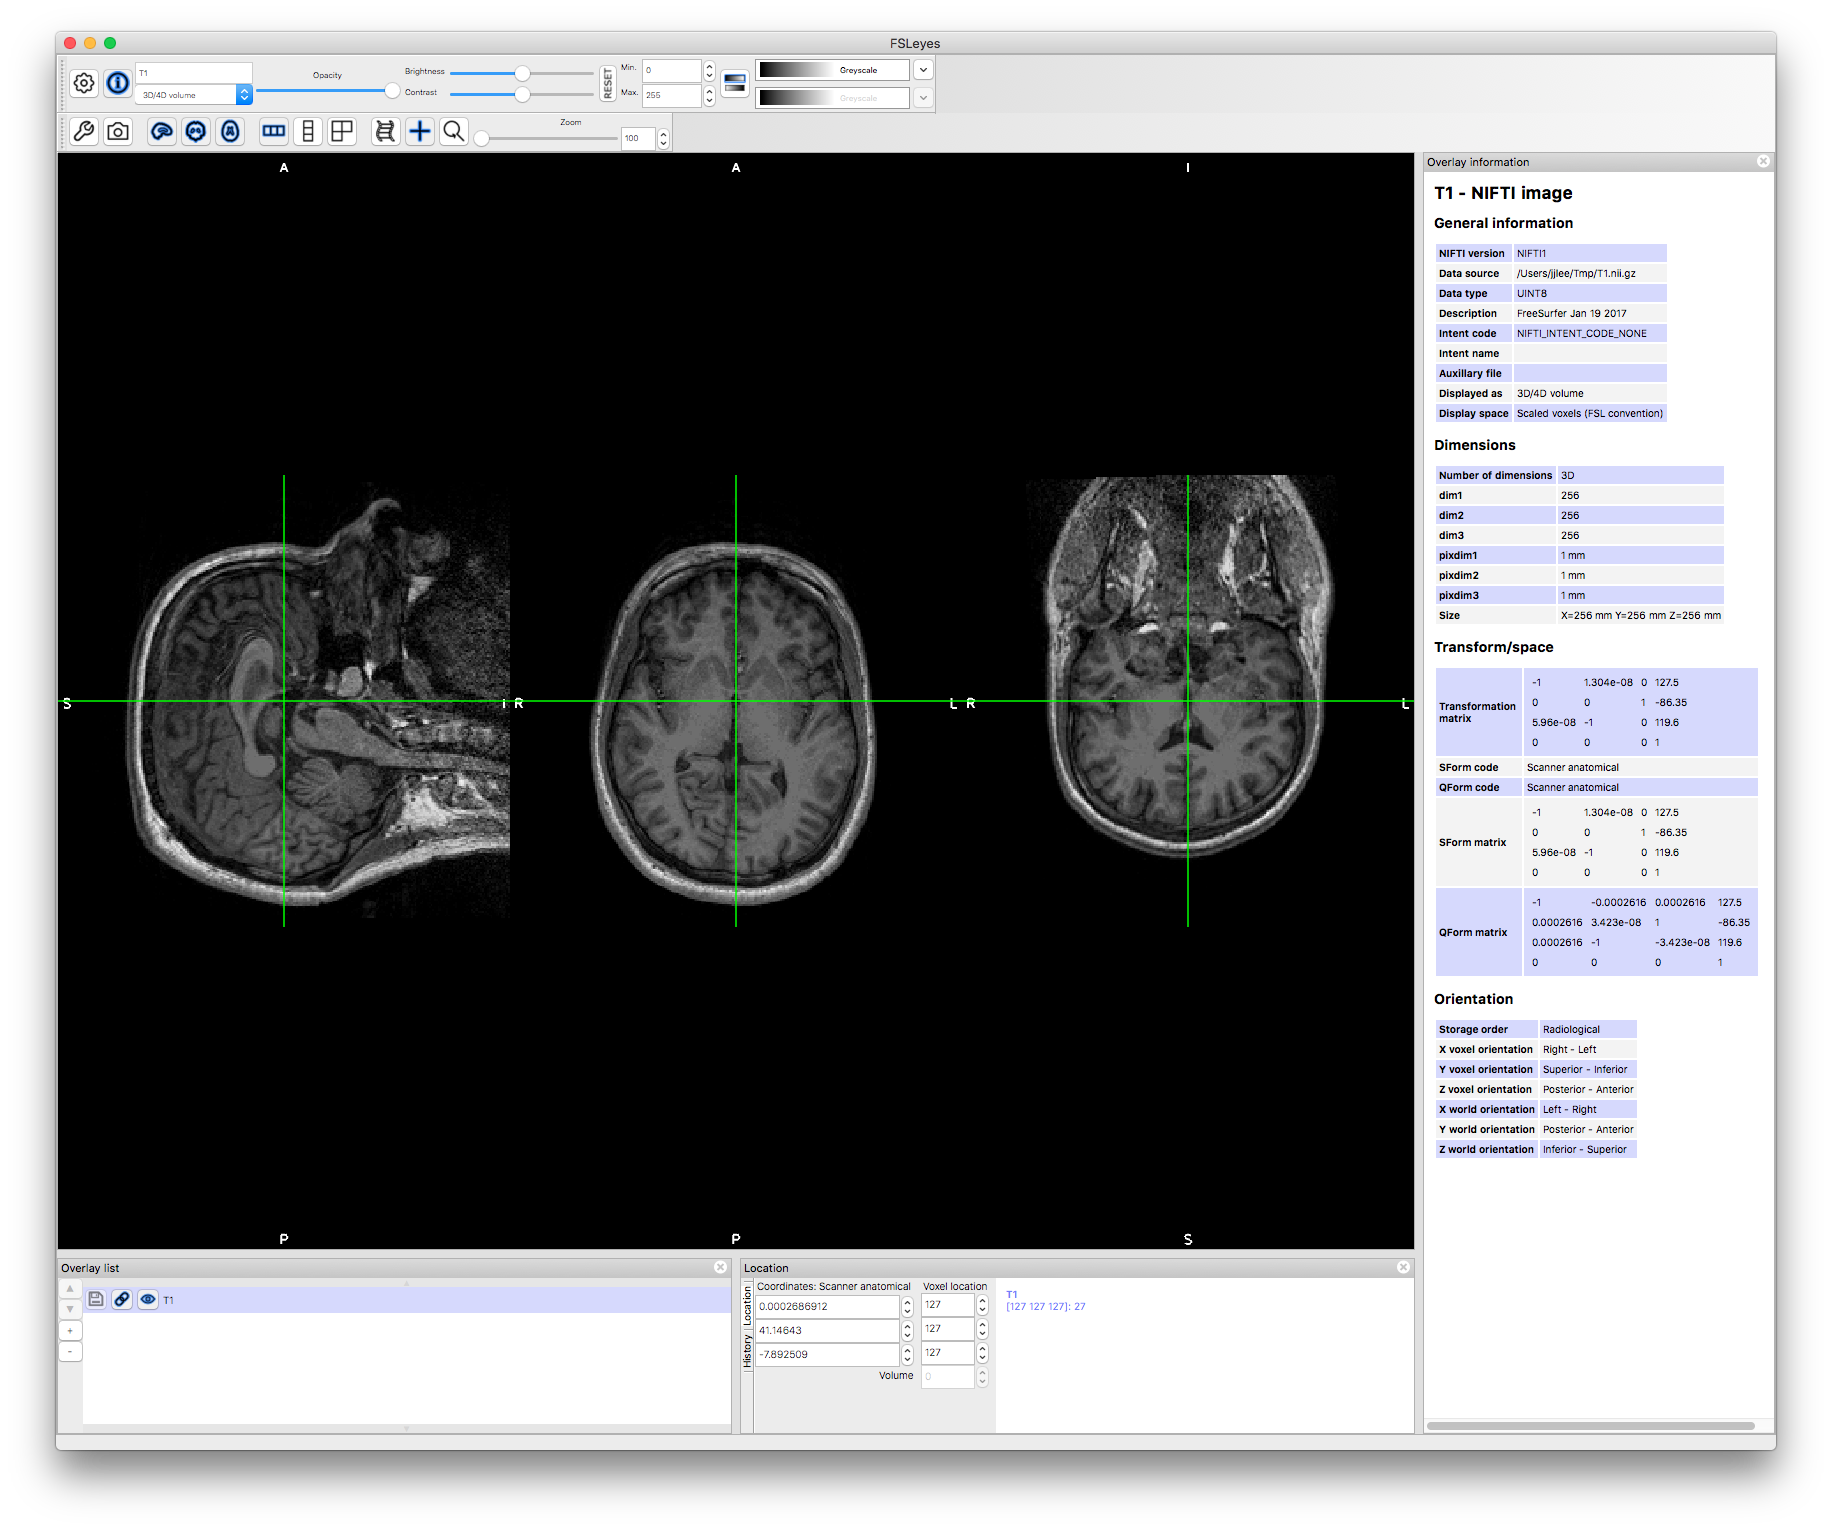 FSLeyes
T1
3D/4D volume
Opacity
Brightness
Contrast
RESET
Min. 0
Max. 255
Greyscale
Greyscale
Zoom
100
A
A
I
S
I
R
L
R
L
P
P
S
Overlay information
T1 - NIFTI image
General information
NIFTI version NIFTI1
Data source /Users/jjlee/Tmp/T1.nii.gz
Data type UINT8
Description FreeSurfer Jan 19 2017
Intent code NIFTI_INTENT_CODE_NONE
Intent name
Auxillary file
Displayed as 3D/4D volume
Display space Scaled voxels (FSL convention)
Dimensions
Number of dimensions 3D
dim1 256
dim2 256
dim3 256
pixdim1 1 mm
pixdim2 1 mm
pixdim3 1 mm
Size X=256 mm Y=256 mm Z=256 mm
Transform/space
Transformation matrix
-1 1.304e-08 0 127.5
0 0 1 -86.35
5.96e-08 -1 0 119.6
0 0 0 1
SForm code Scanner anatomical
QForm code Scanner anatomical
SForm matrix
-1 1.304e-08 0 127.5
0 0 1 -86.35
5.96e-08 -1 0 119.6
0 0 0 1
QForm matrix
-1 -0.0002616 0.0002616 127.5
0.0002616 3.423e-08 1 -86.35
0.0002616 -1 -3.423e-08 119.6
0 0 0 1
Orientation
Storage order Radiological
X voxel orientation Right - Left
Y voxel orientation Superior - Inferior
Z voxel orientation Posterior - Anterior
X world orientation Left - Right
Y world orientation Posterior - Anterior
Z world orientation Inferior - Superior
Overlay list
T1
Location
Location
History
Coordinates: Scanner anatomical Voxel location
0.0002686912 127
41.14643 127
-7.892509 127
Volume 0
T1
[127 127 127]: 27